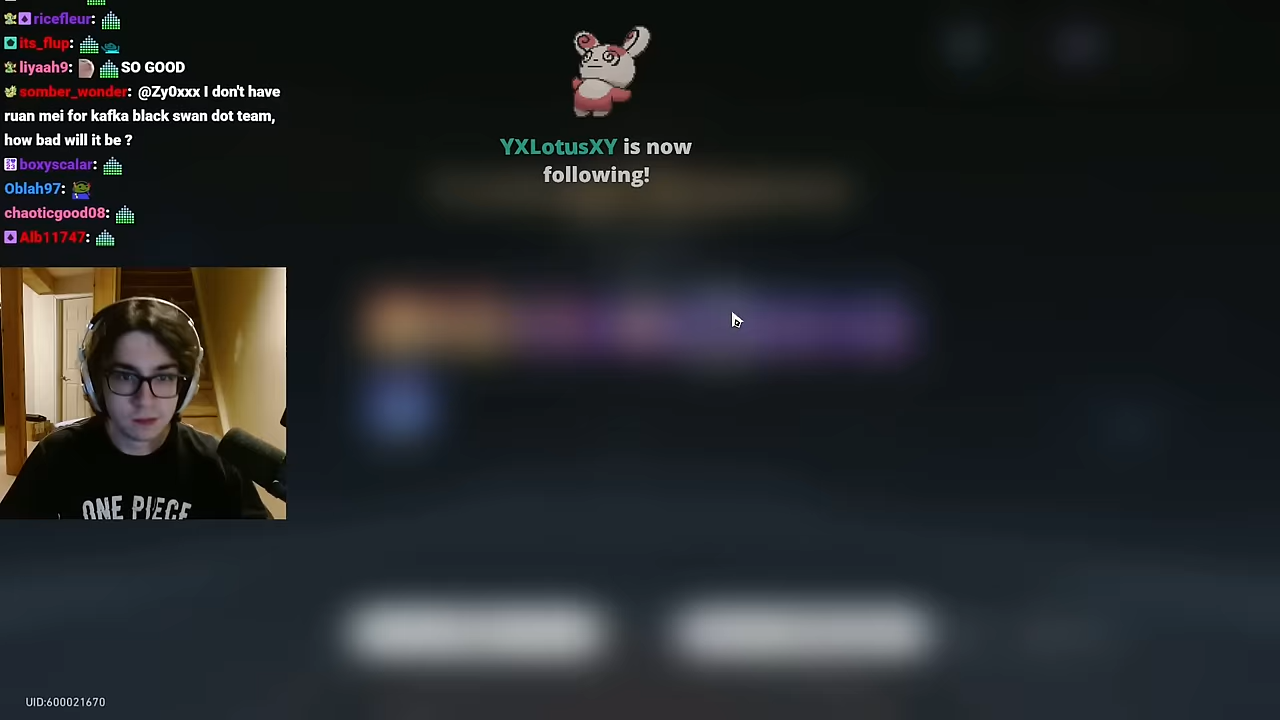 ricefleur:
its_flup:
liyaah9: SO GOOD
somber_wonder: @Zy0xxx I don't have
ruan mei for kafka black swan dot team,
how bad will it be ?
boxyscalar:
Oblah97:
chaoticgood08:
Alb11747:
YXLotusXY is now
following!
ONE PIECE
UID:600021670